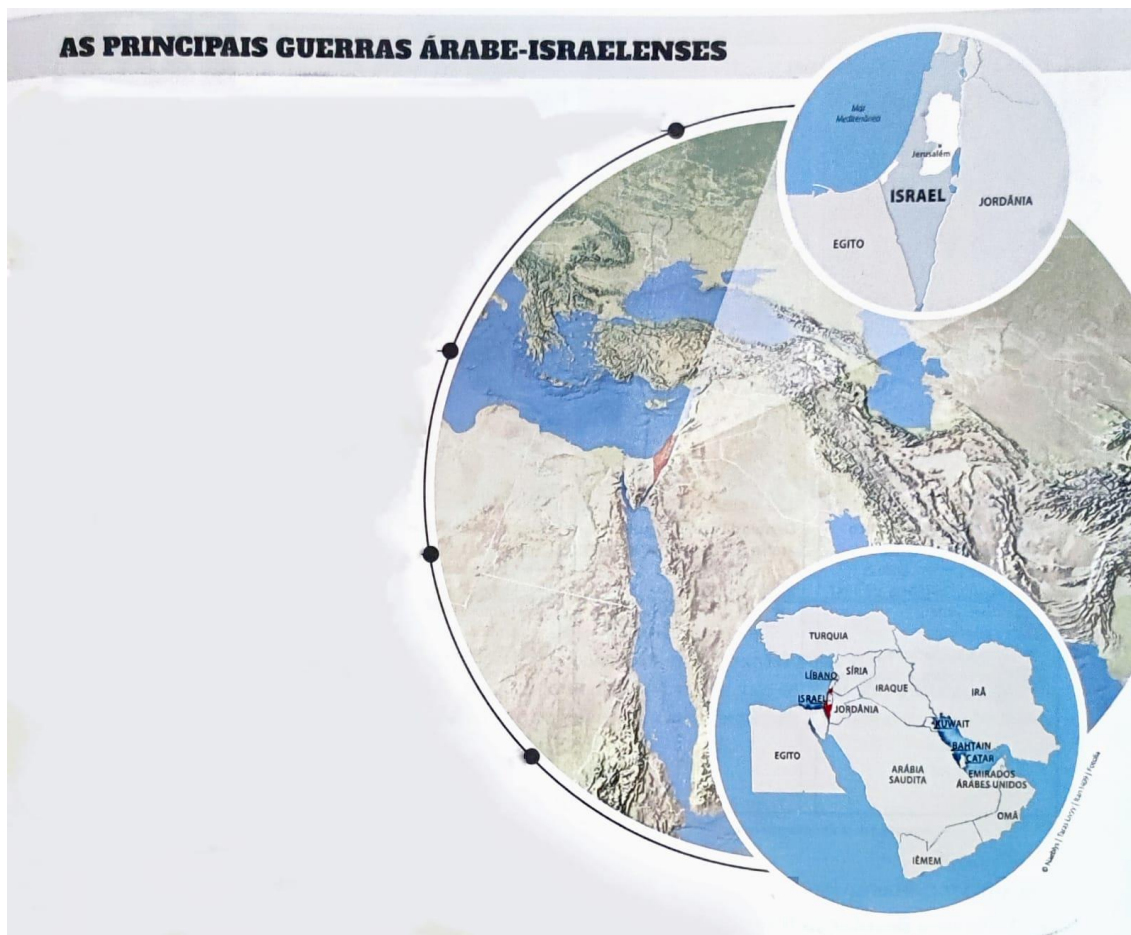 AS PRINCIPAIS GUERRAS ÁRABE-ISRAELENSES
Mar
Mediterrâneo
Jerusalém
ISRAEL
JORDÂNIA
EGITO
TURQUIA
LÍBANO
SÍRIA
ISRAEL
IRAQUE
IRÃ
JORDÂNIA
KUWAIT
EGITO
BAHTAIN
CATAR
ARÁBIA
SAUDITA
EMIRADOS
ÁRABES UNIDOS
OMÃ
IÊMEM